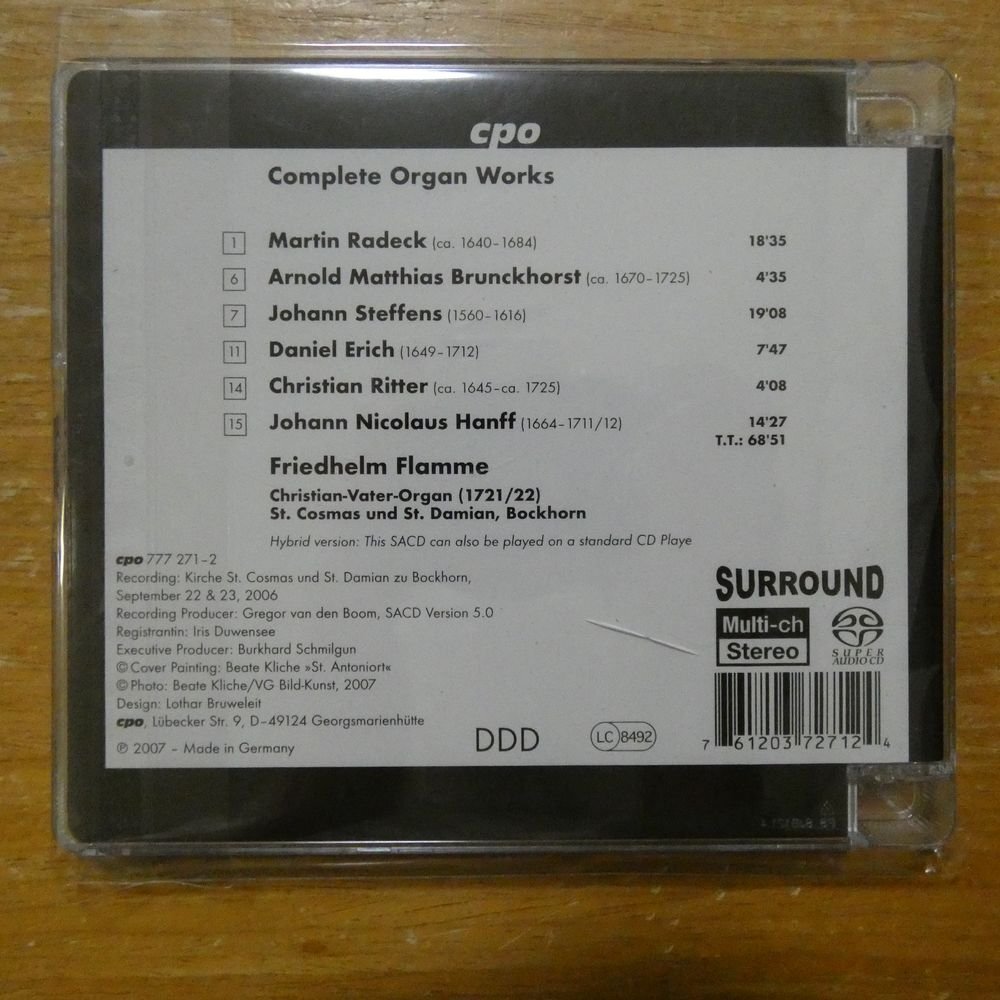 cpo
Complete Organ Works
1 Martin Radeck (ca. 1640–1684) 18'35
6 Arnold Matthias Brunckhorst (ca. 1670–1725) 4'35
7 Johann Steffens (1560–1616) 19'08
11 Daniel Erich (1649–1712) 7'47
14 Christian Ritter (ca. 1645–ca. 1725) 4'08
15 Johann Nicolaus Hanff (1664–1711/12) 14'27
T.T.: 68'51
Friedhelm Flamme
Christian-Vater-Organ (1721/22)
St. Cosmas und St. Damian, Bockhorn
Hybrid version: This SACD can also be played on a standard CD Playe
cpo 777 271–2
Recording: Kirche St. Cosmas und St. Damian zu Bockhorn,
September 22 & 23, 2006
Recording Producer: Gregor van den Boom, SACD Version 5.0
Registrantin: Iris Duwensee
Executive Producer: Burkhard Schmilgun
© Cover Painting: Beate Kliche »St. Antoniort«
© Photo: Beate Kliche/VG Bild-Kunst, 2007
Design: Lothar Bruweleit
cpo, Lübecker Str. 9, D–49124 Georgsmarienhütte
℗ 2007 – Made in Germany
DDD
LC 8492
SURROUND
Multi-ch
Stereo
SUPER
AUDIO CD
7 61203 72712 4